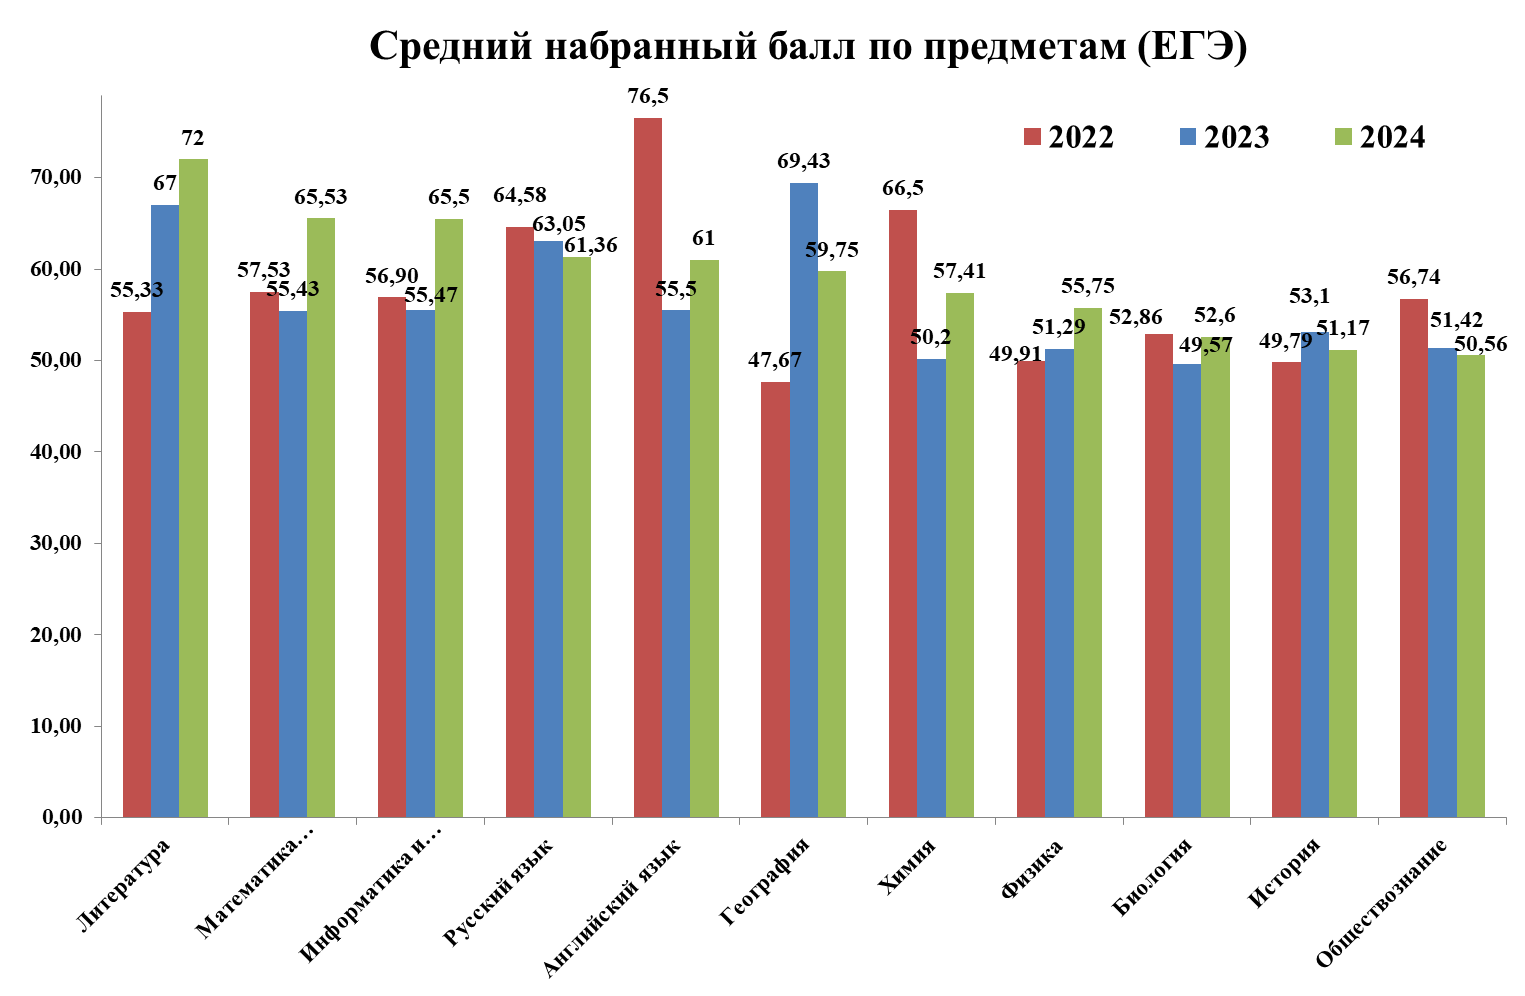 Средний набранный балл по предметам (ЕГЭ)
2022 2023 2024
70,00
60,00
50,00
40,00
30,00
20,00
10,00
0,00
55,33 67 72
57,53 55,43 65,53
56,90 55,47 65,5
64,58 63,05 61,36
76,5 55,5 61
47,67 69,43 59,75
66,5 50,2 57,41
49,91 51,29 55,75
52,86 49,57 52,6
49,79 53,1 51,17
56,74 51,42 50,56
Литература
Математика…
Информатика и…
Русский язык
Английский язык
География
Химия
Физика
Биология
История
Обществознание